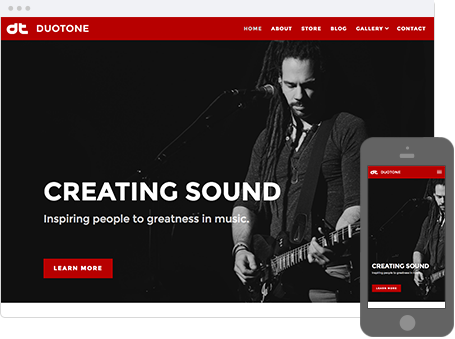 dt DUOTONE
HOME ABOUT STORE BLOG GALLERY CONTACT
CREATING SOUND
Inspiring people to greatness in music.
LEARN MORE
dt DUOTONE
CREATING SOUND
Inspiring people to greatness in music.
LEARN MORE